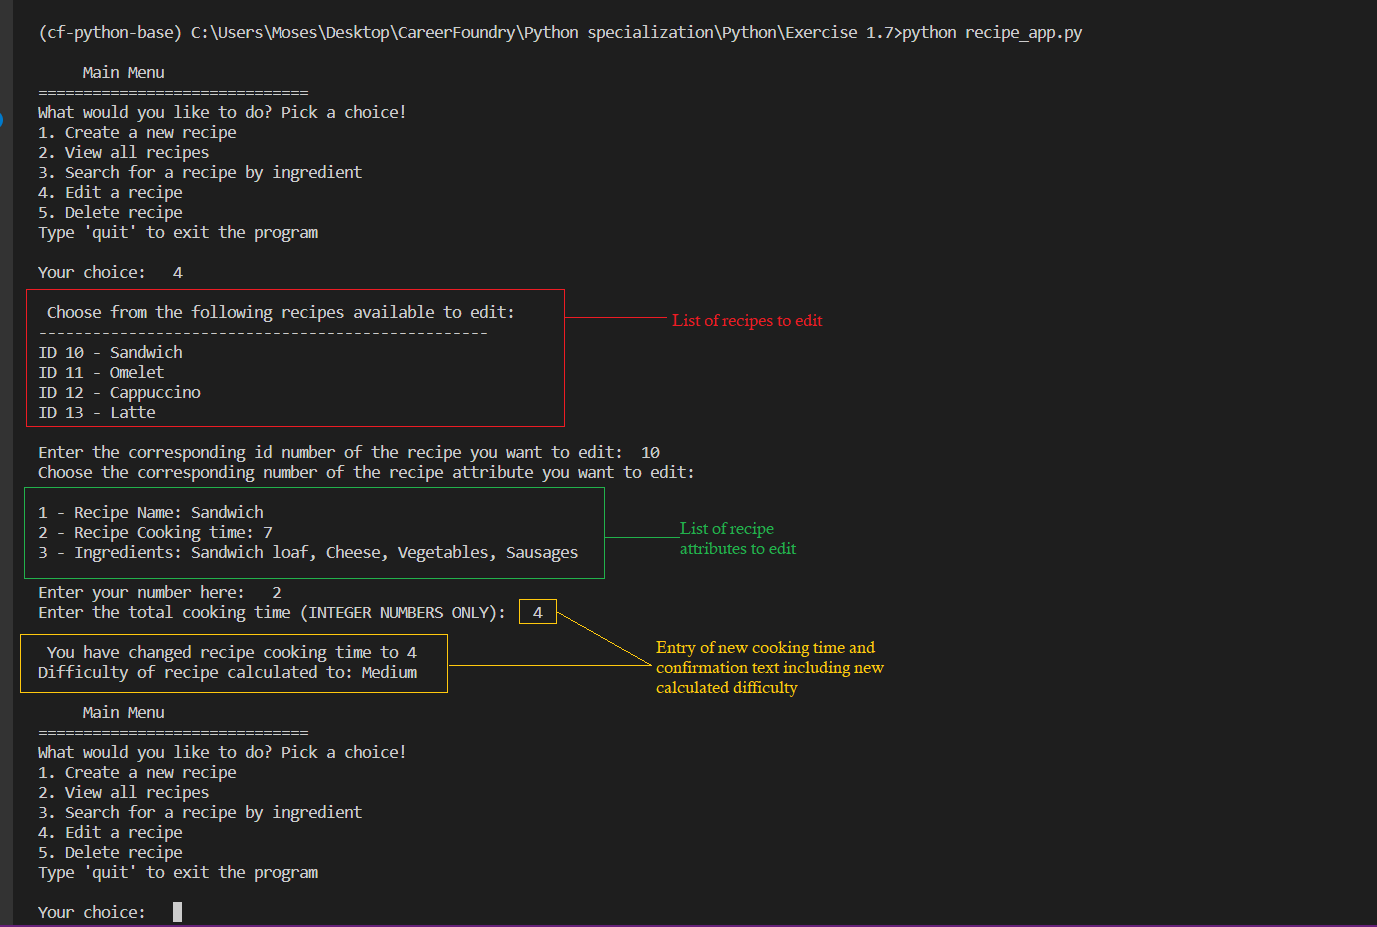 (cf-python-base) C:\Users\Moses\Desktop\CareerFoundry\Python specialization\Python\Exercise 1.7>python recipe_app.py
Main Menu
==============================
What would you like to do? Pick a choice!
1. Create a new recipe
2. View all recipes
3. Search for a recipe by ingredient
4. Edit a recipe
5. Delete recipe
Type 'quit' to exit the program
Your choice: 4
Choose from the following recipes available to edit:
--------------------------------------------------
List of recipes to edit
ID 10 - Sandwich
ID 11 - Omelet
ID 12 - Cappuccino
ID 13 - Latte
Enter the corresponding id number of the recipe you want to edit: 10
Choose the corresponding number of the recipe attribute you want to edit:
1 - Recipe Name: Sandwich
2 - Recipe Cooking time: 7
3 - Ingredients: Sandwich loaf, Cheese, Vegetables, Sausages
List of recipe
attributes to edit
Enter your number here: 2
Enter the total cooking time (INTEGER NUMBERS ONLY): 4
You have changed recipe cooking time to 4
Difficulty of recipe calculated to: Medium
Entry of new cooking time and
confirmation text including new
calculated difficulty
Main Menu
==============================
What would you like to do? Pick a choice!
1. Create a new recipe
2. View all recipes
3. Search for a recipe by ingredient
4. Edit a recipe
5. Delete recipe
Type 'quit' to exit the program
Your choice: